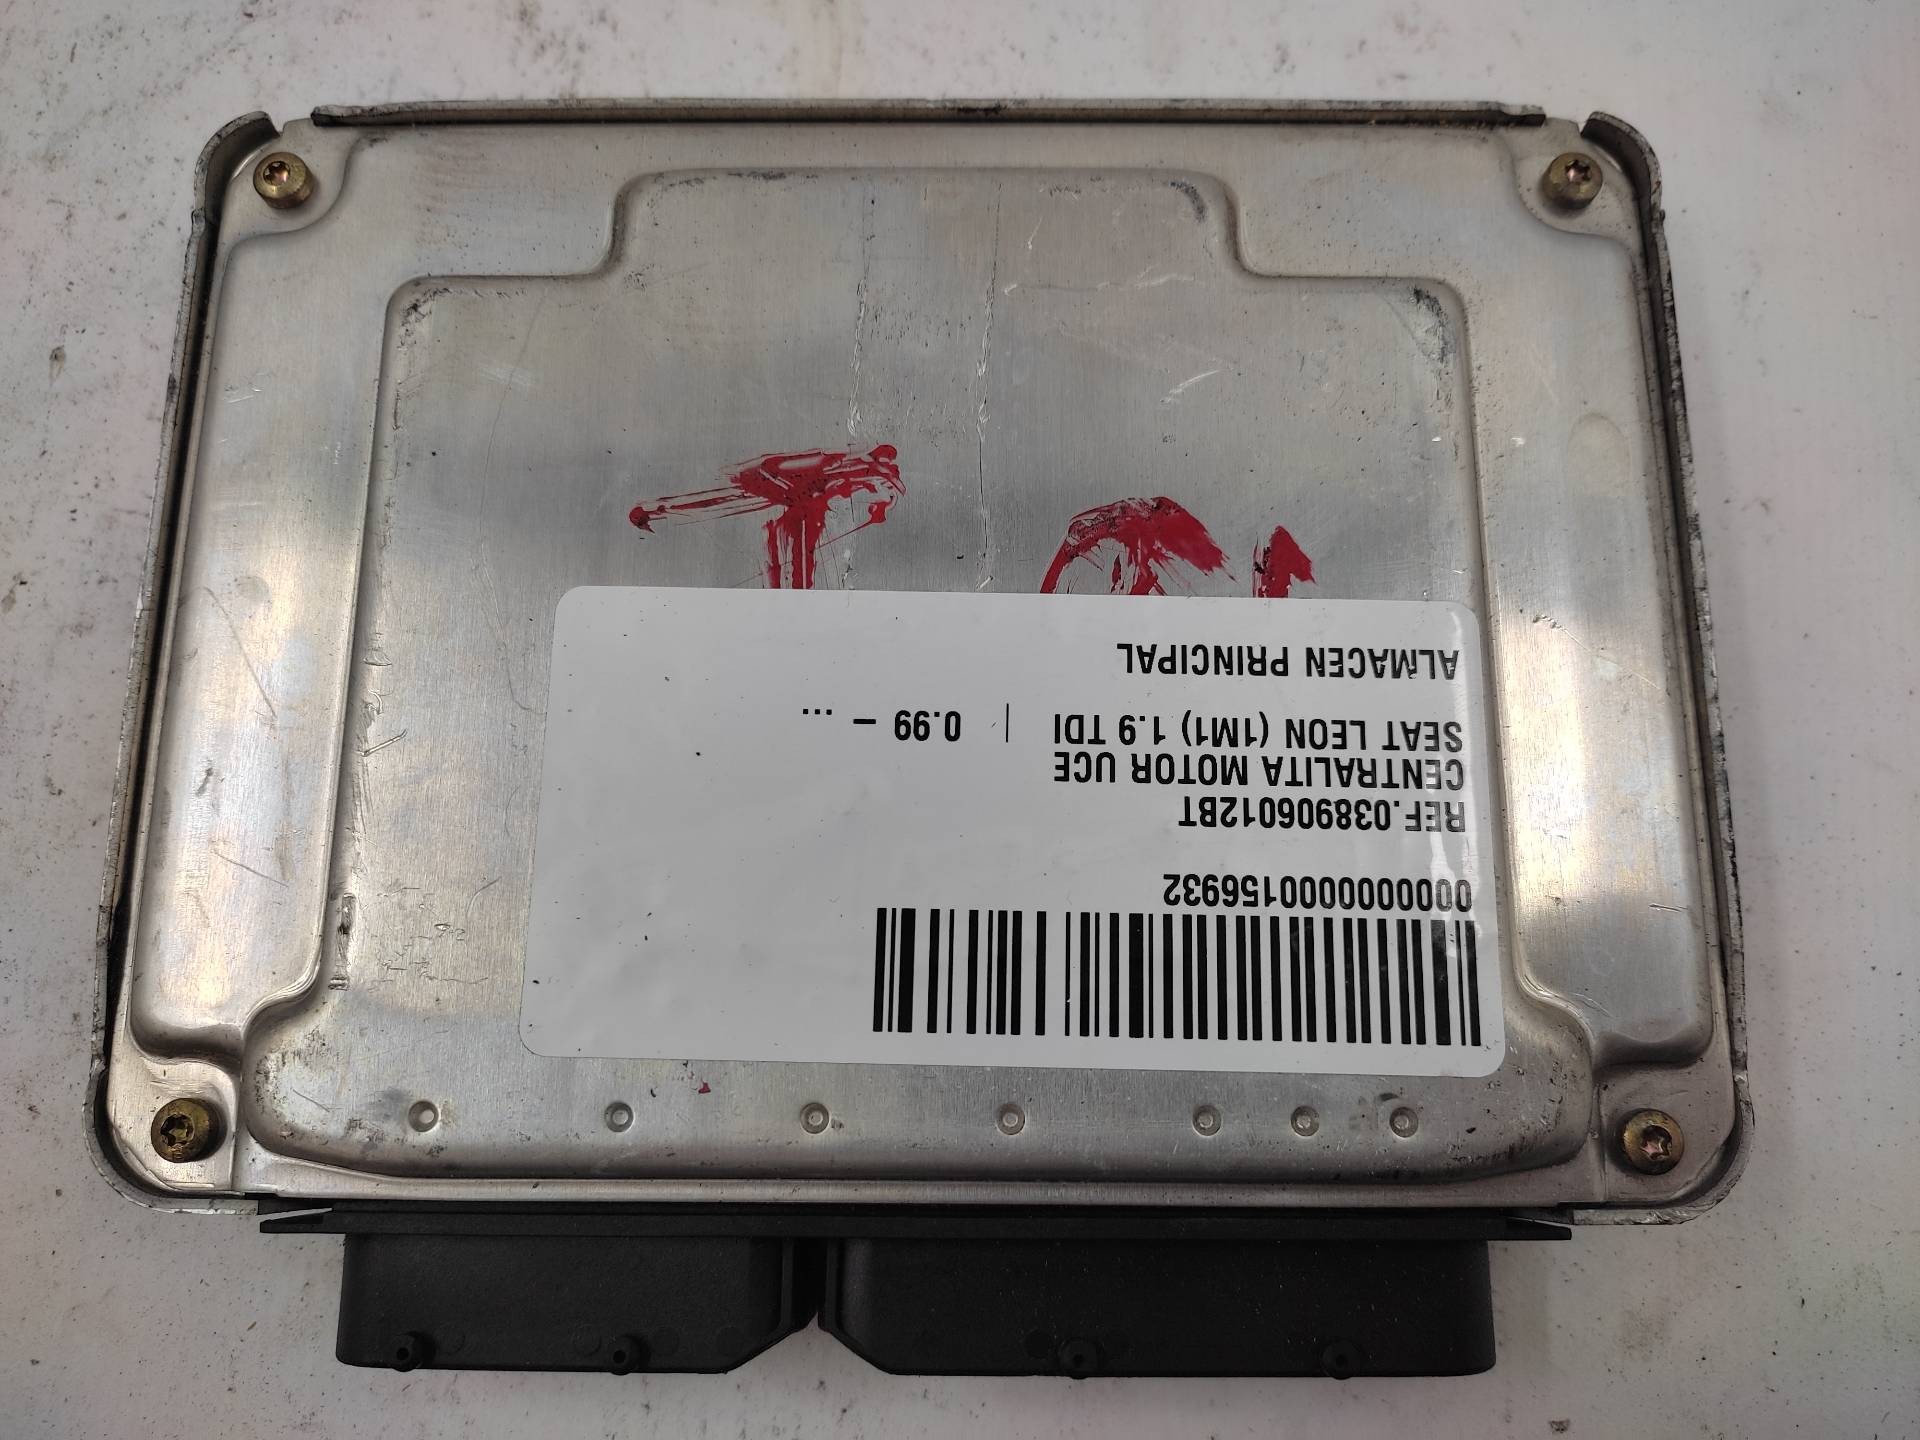 0000000000156932
REF.038906012BT
CENTRALITA MOTOR UCE
SEAT LEON (1M1) 1.9 TDI | 0.99 - ...
ALMACEN PRINCIPAL